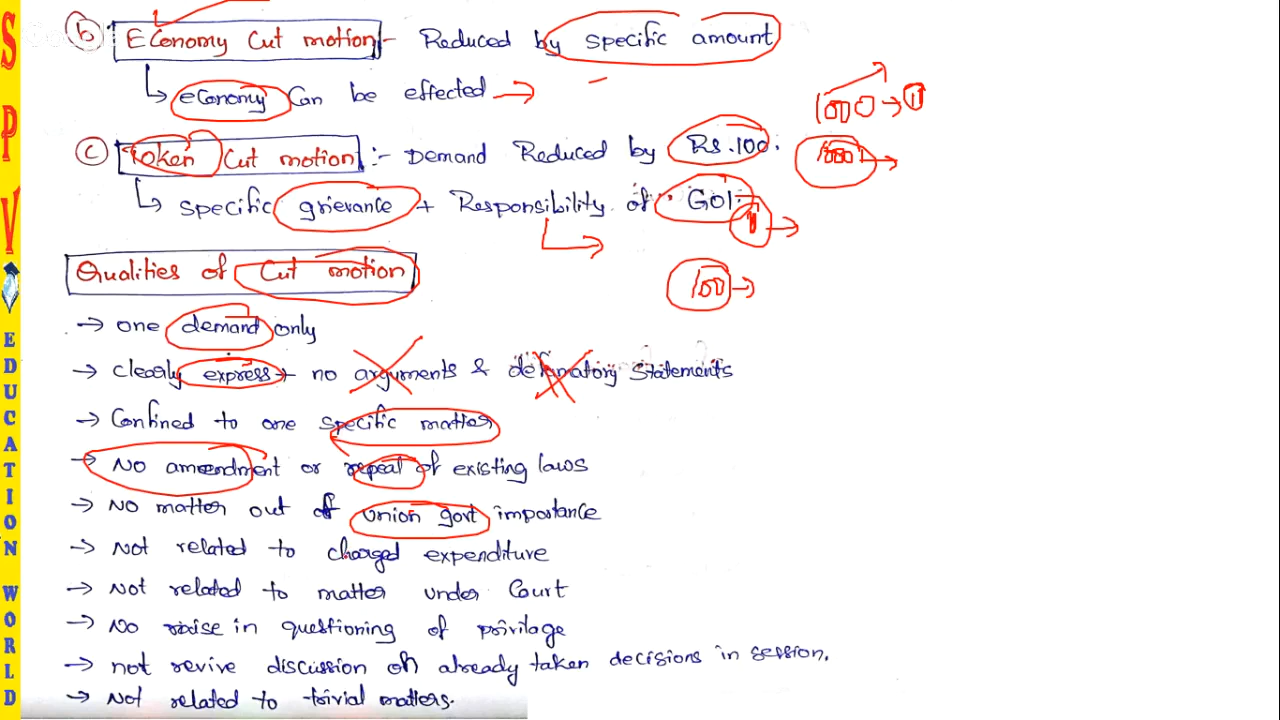 SPV EDUCATION WORLD
b) Economy Cut motion :- Reduced by specific amount
↳ economy can be effected →
1000 →
c) Token Cut motion :- Demand Reduced by Rs.100.
↳ specific grievance + Responsibility of GOI.
100 →
Qualities of Cut motion
→ one demand only
→ clearly express + no arguments & defamatory statements
→ Confined to one specific matter
→ No amendment or repeal of existing laws
→ No matter out of union govt importance
→ Not related to charged expenditure
→ Not related to matter under Court
→ No raise in questioning of privilage
→ not revive discussion on already taken decisions in session.
→ Not related to trivial matters.